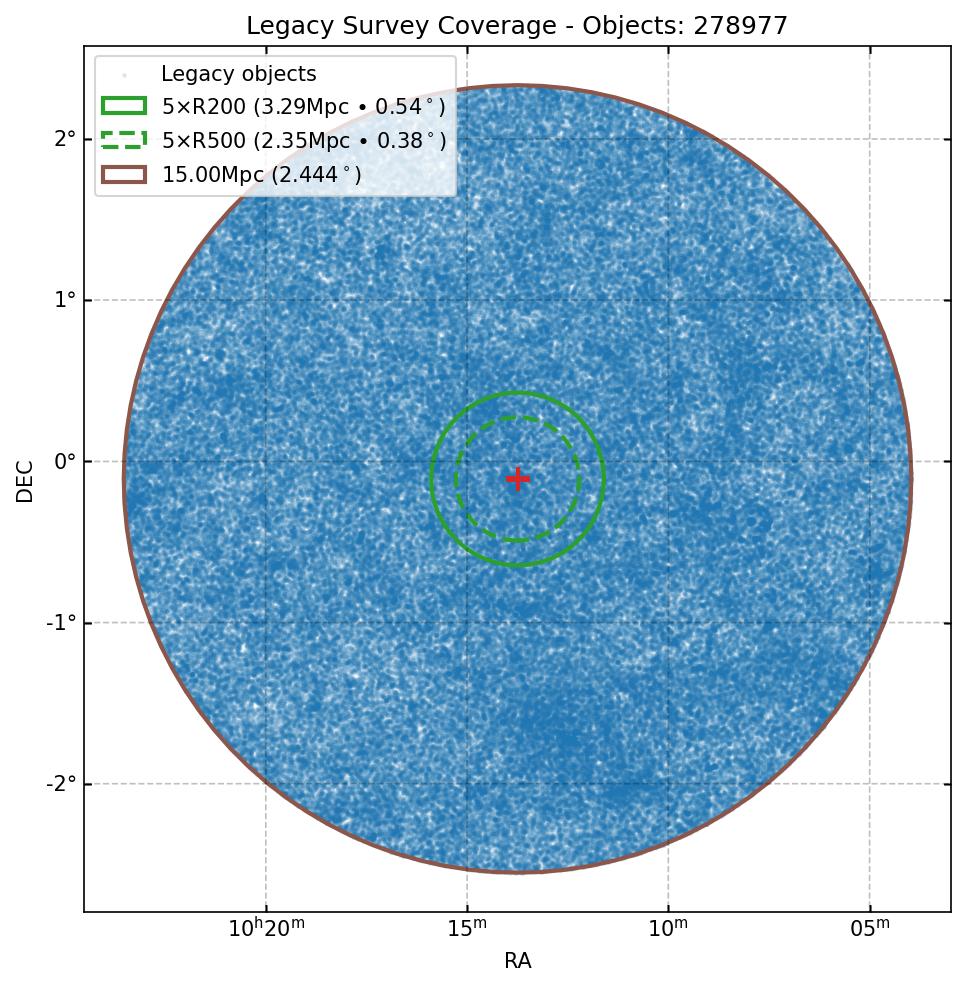 Legacy Survey Coverage - Objects: 278977
Legacy objects
5×R200 (3.29Mpc • 0.54°)
5×R500 (2.35Mpc • 0.38°)
15.00Mpc (2.444°)
2°
1°
0°
-1°
-2°
DEC
10ʰ20ᵐ 15ᵐ 10ᵐ 05ᵐ
RA